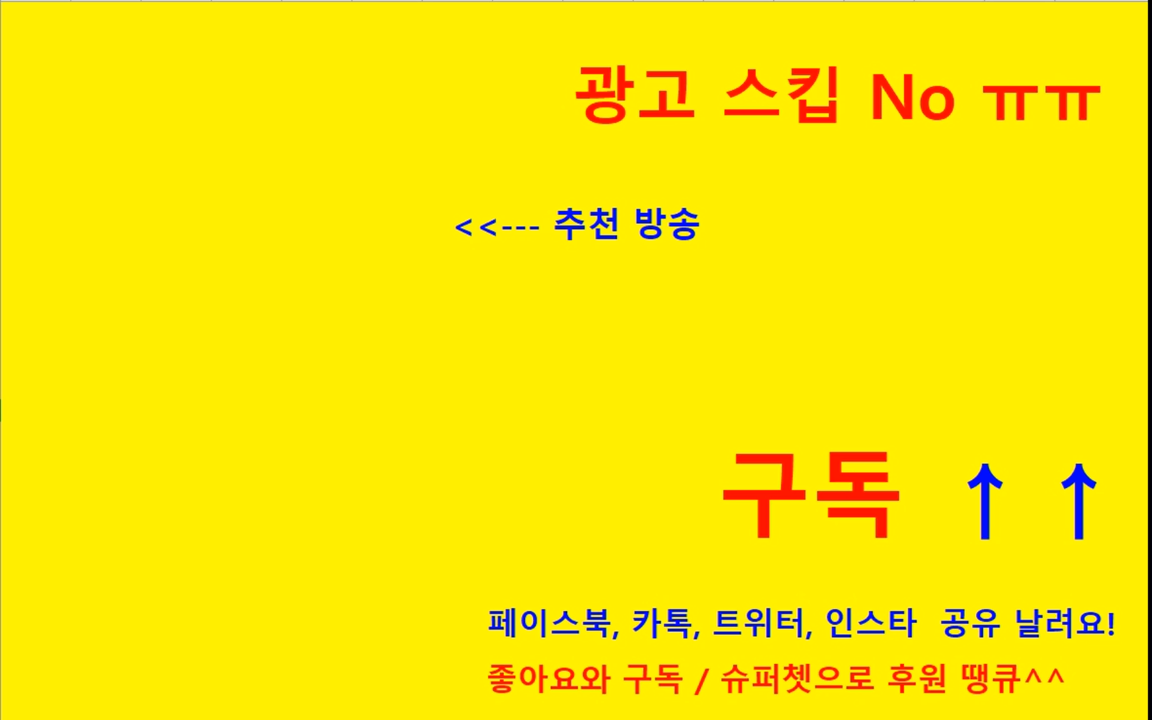 광고 스킵 No ㅠㅠ
<<--- 추천 방송
구독 ↑ ↑
페이스북, 카톡, 트위터, 인스타 공유 날려요!
좋아요와 구독 / 슈퍼쳇으로 후원 땡큐^^